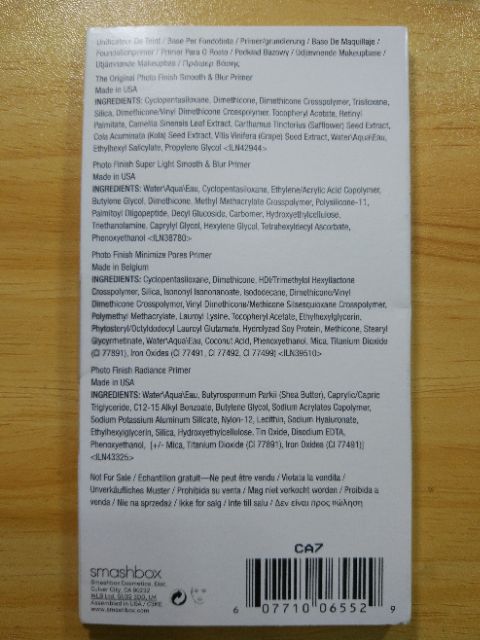 Unificateur De Teint / Base Per Fondotinta / Primer/grundiering / Base De Maquillaje /
Foundationprimer / Primer Para O Rosto / Podkład Bazowy / Udjævnende Makeupbase /
Utjämnande Makeupbas / Πράιμερ Βάσης
The Original Photo Finish Smooth & Blur Primer
Made in USA
INGREDIENTS: Cyclopentasiloxane, Dimethicone, Dimethicone Crosspolymer, Trisiloxane,
Silica, Dimethicone/Vinyl Dimethicone Crosspolymer, Tocopheryl Acetate, Retinyl
Palmitate, Camellia Sinensis Leaf Extract, Carthamus Tinctorius (Safflower) Seed Extract,
Cola Acuminata (Kola) Seed Extract, Vitis Vinifera (Grape) Seed Extract, Water\Aqua\Eau,
Ethylhexyl Salicylate, Propylene Glycol <ILN42944>
Photo Finish Super Light Smooth & Blur Primer
Made in USA
INGREDIENTS: Water\Aqua\Eau, Cyclopentasiloxane, Ethylene/Acrylic Acid Copolymer,
Butylene Glycol, Dimethicone, Methyl Methacrylate Crosspolymer, Polysilicone-11,
Palmitoyl Oligopeptide, Decyl Glucoside, Carbomer, Hydroxyethylcellulose,
Triethanolamine, Caprylyl Glycol, Hexylene Glycol, Tetrahexyldecyl Ascorbate,
Phenoxyethanol <ILN38780>
Photo Finish Minimize Pores Primer
Made in Belgium
INGREDIENTS: Cyclopentasiloxane, Dimethicone, HDI/Trimethylol Hexyllactone
Crosspolymer, Silica, Isononyl Isononanoate, Isododecane, Dimethicone/Vinyl
Dimethicone Crosspolymer, Vinyl Dimethicone/Methicone Silsesquioxane Crosspolymer,
Polymethyl Methacrylate, Lauroyl Lysine, Tocopheryl Acetate, Ethylhexylglycerin,
Phytosteryl/Octyldodecyl Lauroyl Glutamate, Hydrolyzed Soy Protein, Methicone, Stearyl
Glycyrrhetinate, Water\Aqua\Eau, Coconut Acid, Phenoxyethanol, Mica, Titanium Dioxide
(CI 77891), Iron Oxides (CI 77491, CI 77492, CI 77499) <ILN39510>
Photo Finish Radiance Primer
Made in USA
INGREDIENTS: Water\Aqua\Eau, Butyrospermum Parkii (Shea Butter), Caprylic/Capric
Triglyceride, C12-15 Alkyl Benzoate, Butylene Glycol, Sodium Acrylates Copolymer,
Sodium Potassium Aluminum Silicate, Nylon-12, Lecithin, Sodium Hyaluronate,
Ethylhexylglycerin, Silica, Hydroxyethylcellulose, Tin Oxide, Disodium EDTA,
Phenoxyethanol, [+/- Mica, Titanium Dioxide (CI 77891), Iron Oxides (CI 77491)]
<ILN43325>
Not For Sale / Echantillon gratuit—Ne peut être vendu / Vietata la vendita /
Unverkäufliches Muster / Prohibida su venta / Mag niet verkocht worden / Proibida a
venda / Nie na sprzedaż / Ikke for salg / Inte till salu / Δεν είναι προς πώληση
CA7
smashbox
Smashbox Cosmetics, Dist.
Culver City, CA 90232
Assembled in USA /
www.smashbox.com
6 07710 06552 9